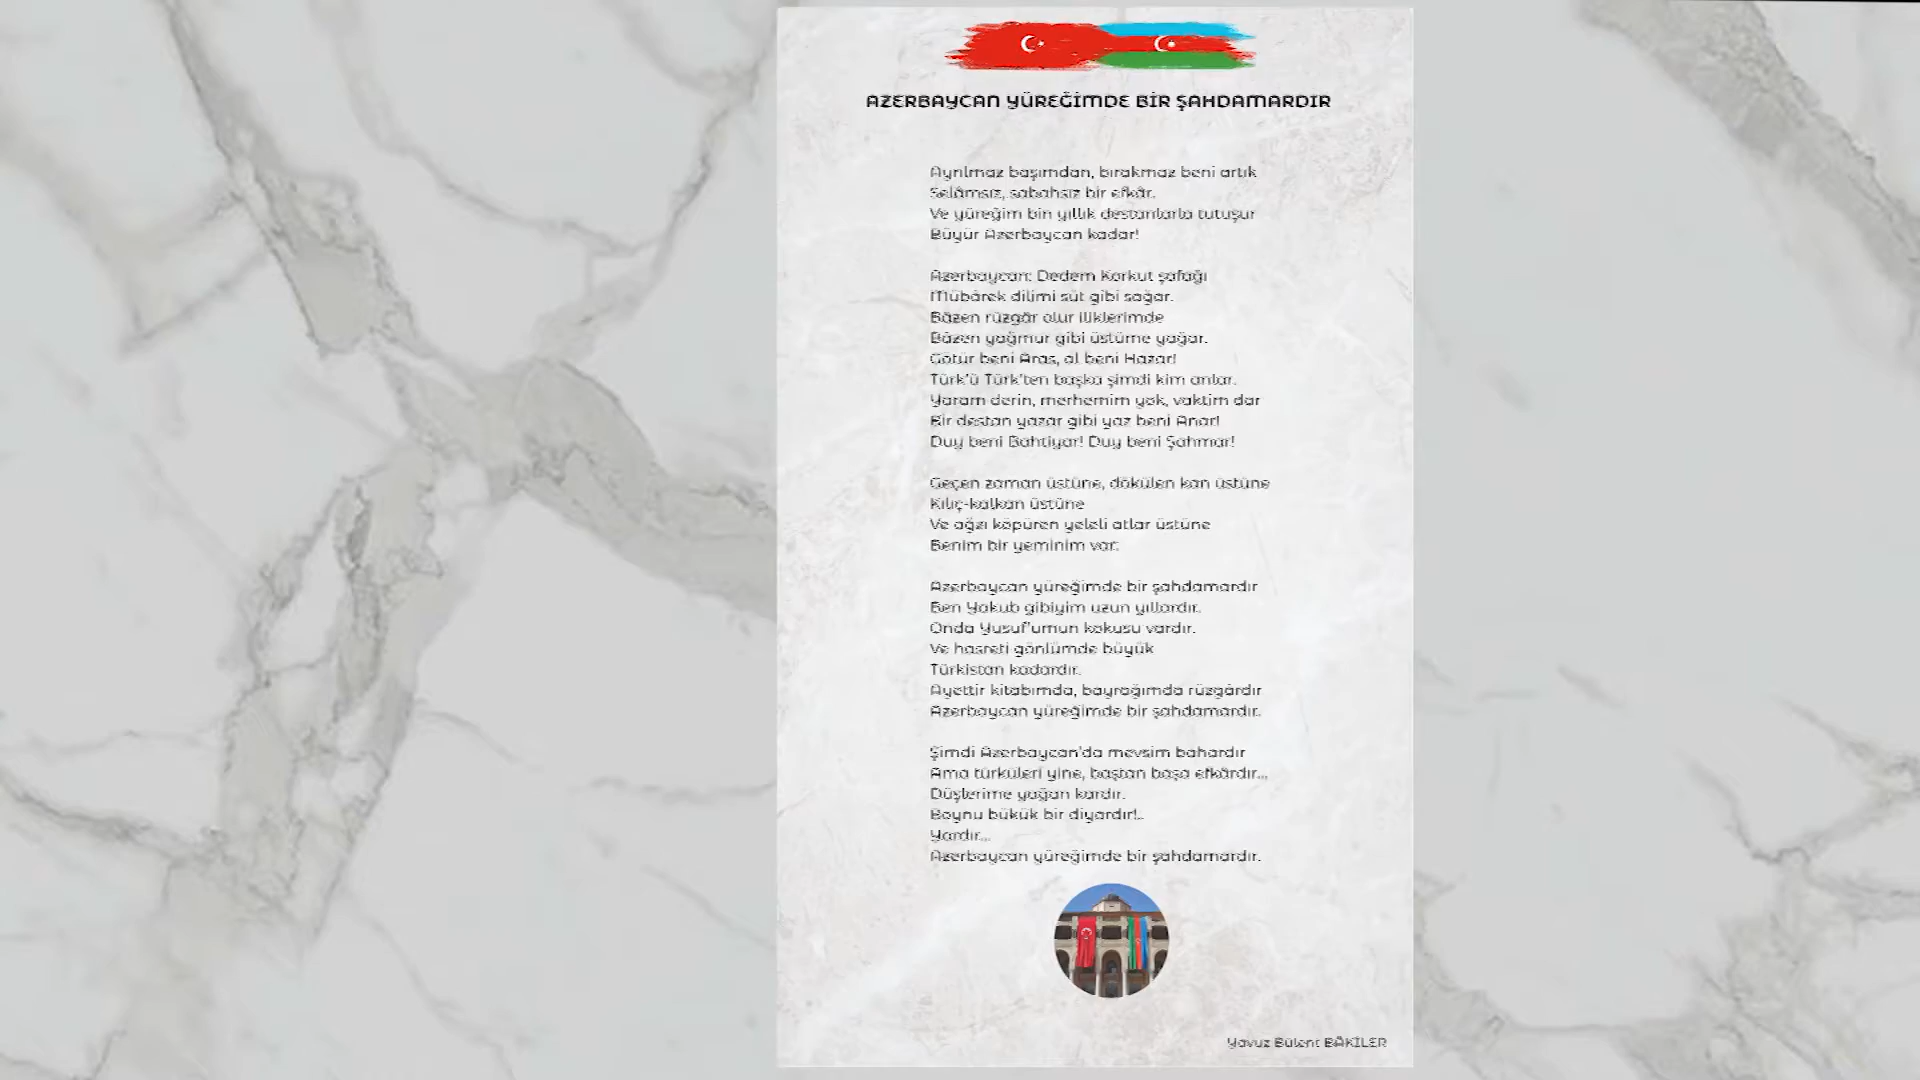 AZERBAYCAN YÜREĞİMDE BİR ŞAHDAMARDIR
Ayrılmaz başımdan, bırakmaz beni artık
Selâmsız, sabahsız bir efkâr.
Ve yüreğim bin yıllık destanlarla tutuşur
Büyür Azerbaycan kadar!
Azerbaycan: Dedem Korkut şafağı
Mübârek dilimi süt gibi sağar.
Bâzen rüzgâr olur iliklerimde
Bâzen yağmur gibi üstüme yağar.
Götür beni Aras, al beni Hazar!
Türk'ü Türk'ten başka şimdi kim anlar.
Yaram derin, merhemim yok, vaktim dar
Bir destan yazar gibi yaz beni Anar!
Duy beni Bahtiyar! Duy beni Şahmar!
Geçen zaman üstüne, dökülen kan üstüne
Kılıç-kalkan üstüne
Ve ağzı köpüren yeleli atlar üstüne
Benim bir yeminim var:
Azerbaycan yüreğimde bir şahdamardır
Ben Yakub gibiyim uzun yıllardır.
Onda Yusuf'umun kokusu vardır.
Ve hasreti gönlümde büyük
Türkistan kadardır.
Ayettir kitabımda, bayrağımda rüzgârdır
Azerbaycan yüreğimde bir şahdamardır.
Şimdi Azerbaycan'da mevsim bahardır
Ama türküleri yine, baştan başa efkârdır...
Düşlerime yağan kardır.
Boynu bükük bir diyardır!..
Yardır...
Azerbaycan yüreğimde bir şahdamardır.
Yavuz Bülent BÂKİLER